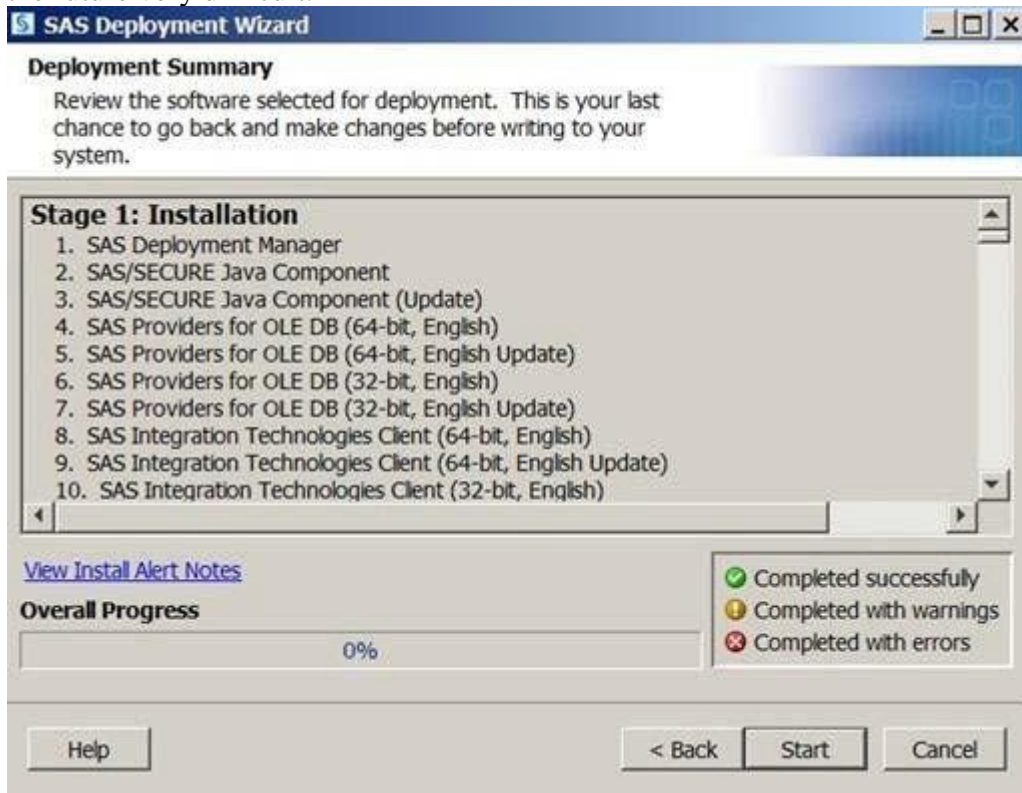 SAS Deployment Wizard
Deployment Summary
Review the software selected for deployment. This is your last
chance to go back and make changes before writing to your
system.
Stage 1: Installation
1. SAS Deployment Manager
2. SAS/SECURE Java Component
3. SAS/SECURE Java Component (Update)
4. SAS Providers for OLE DB (64-bit, English)
5. SAS Providers for OLE DB (64-bit, English Update)
6. SAS Providers for OLE DB (32-bit, English)
7. SAS Providers for OLE DB (32-bit, English Update)
8. SAS Integration Technologies Client (64-bit, English)
9. SAS Integration Technologies Client (64-bit, English Update)
10. SAS Integration Technologies Client (32-bit, English)
View Install Alert Notes
Overall Progress
0%
Completed successfully
Completed with warnings
Completed with errors
Help
< Back
Start
Cancel